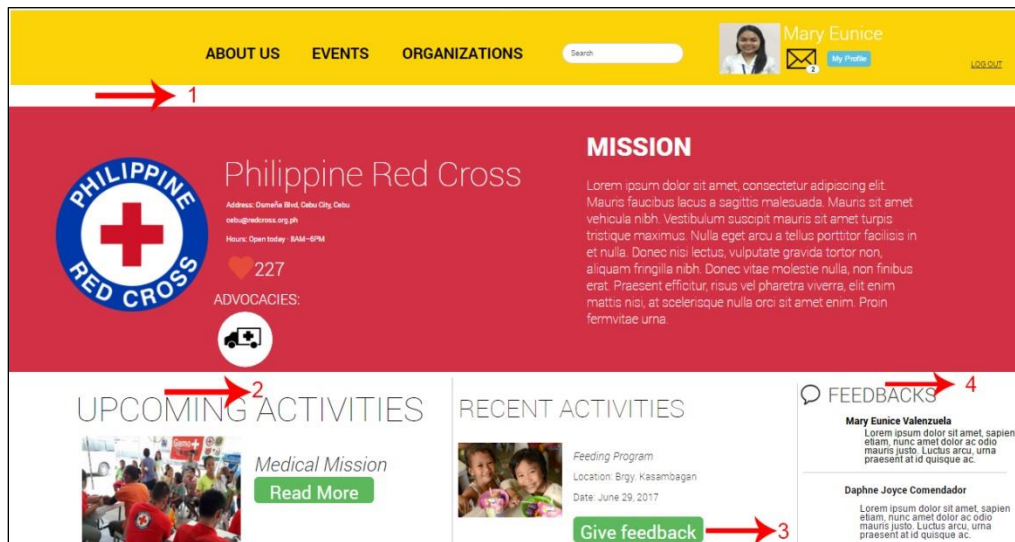 ABOUT US
EVENTS
ORGANIZATIONS
Search
Mary Eunice
2
My Profile
LOG OUT
1
PHILIPPINE
RED CROSS
Philippine Red Cross
Address: Osmeña Blvd, Cebu City, Cebu
cebu@redcross.org.ph
Hours: Open today · 8AM–6PM
227
ADVOCACIES:
MISSION
Lorem ipsum dolor sit amet, consectetur adipiscing elit.
Mauris faucibus lacus a sagittis malesuada. Mauris sit amet
vehicula nibh. Vestibulum suscipit mauris sit amet turpis
tristique maximus. Nulla eget arcu a tellus porttitor facilisis in
et nulla. Donec nisi lectus, vulputate gravida tortor non,
aliquam fringilla nibh. Donec vitae molestie nulla, non finibus
erat. Praesent efficitur, risus vel pharetra viverra, elit enim
mattis nisi, at scelerisque nulla orci sit amet enim. Proin
fermvitae urna.
2
UPCOMING ACTIVITIES
Medical Mission
Read More
RECENT ACTIVITIES
Feeding Program
Location: Brgy. Kasambagan
Date: June 29, 2017
Give feedback
3
4
FEEDBACKS
Mary Eunice Valenzuela
Lorem ipsum dolor sit amet, sapien
etiam, nunc amet dolor ac odio
mauris justo. Luctus arcu, urna
praesent at id quisque ac.
Daphne Joyce Comendador
Lorem ipsum dolor sit amet, sapien
etiam, nunc amet dolor ac odio
mauris justo. Luctus arcu, urna
praesent at id quisque ac.